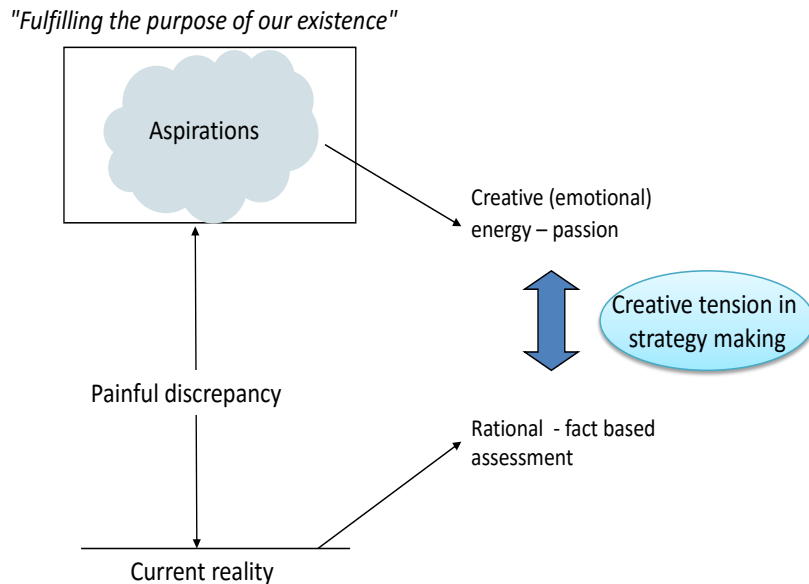 "Fulfilling the purpose of our existence"
Aspirations
Creative (emotional)
energy – passion
Creative tension in
strategy making
Painful discrepancy
Rational  - fact based
assessment
Current reality